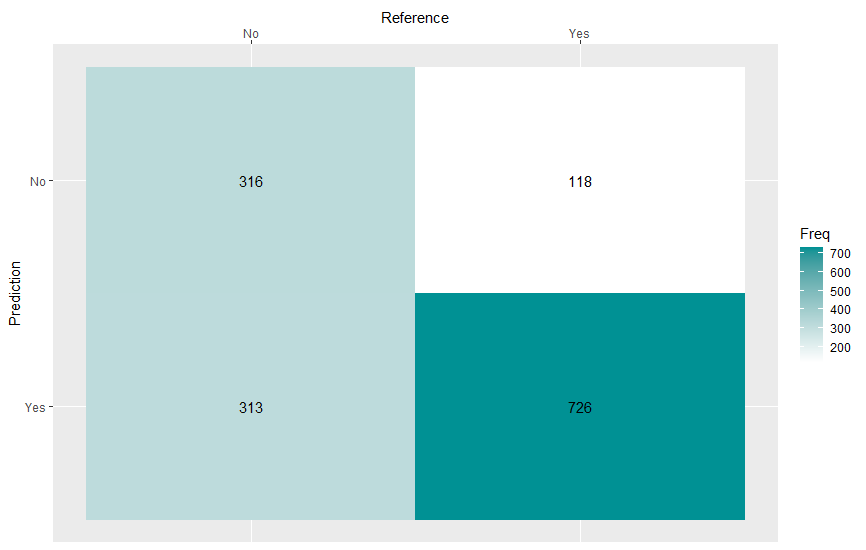 Reference
No Yes
No 316 118
Prediction
Yes 313 726
Freq
700
600
500
400
300
200